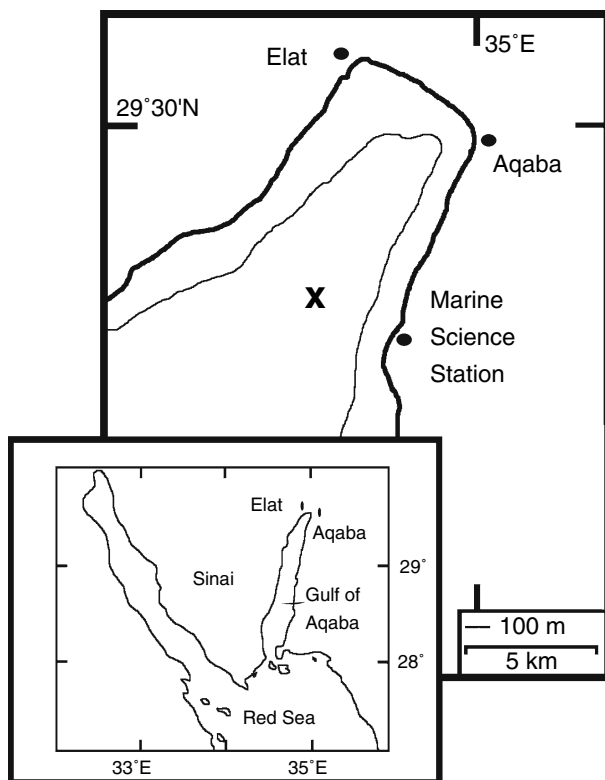 35˚E
Elat
29˚30'N
Aqaba
X
Marine
Science
Station
Elat
Aqaba
Sinai
29˚
Gulf of
Aqaba
28˚
Red Sea
33˚E
35˚E
100 m
5 km